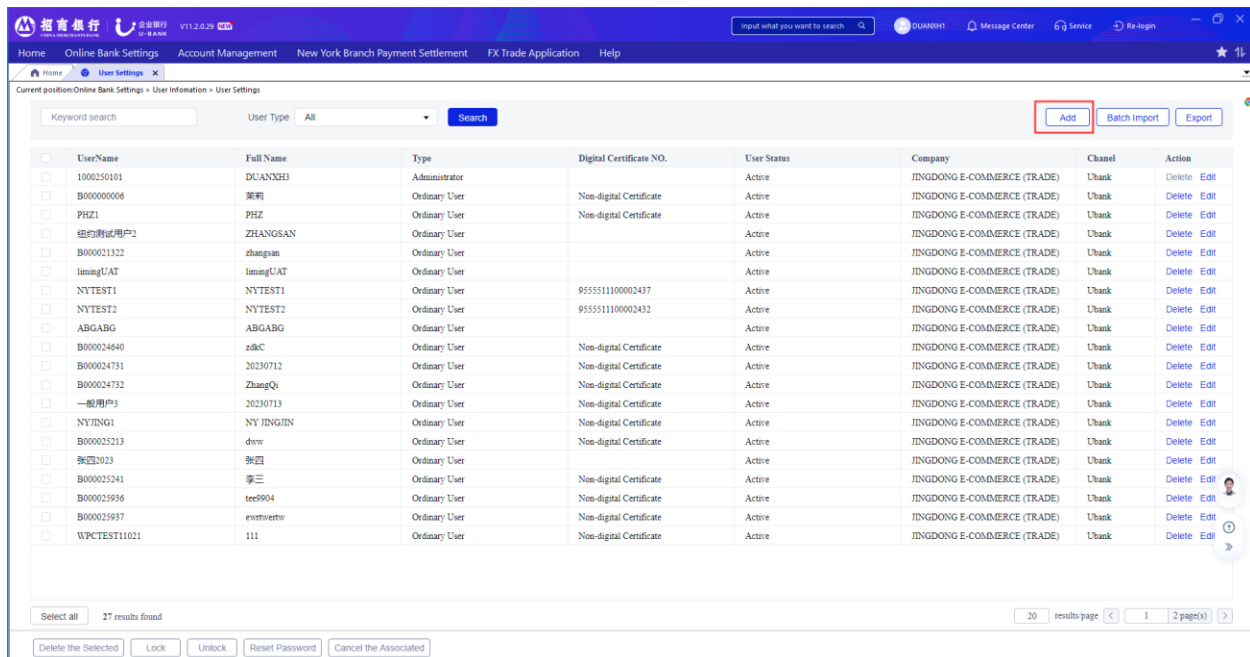 招商银行 企业银行 V11.2.0.29 NEW Input what you want to search DUANXIH1 Message Center Service Re-login
CHINA MERCHANTS BANK U-BANK
Home Online Bank Settings Account Management New York Branch Payment Settlement FX Trade Application Help
Home User Settings X
Current position:Online Bank Settings > User Infomation > User Settings
Keyword search User Type All Search Add Batch Import Export
UserName Full Name Type Digital Certificate NO. User Status Company Chanel Action
1000250101 DUANXH3 Administrator Active JINGDONG E-COMMERCE (TRADE) Ubank Delete Edit
B000000006 茉莉 Ordinary User Non-digital Certificate Active JINGDONG E-COMMERCE (TRADE) Ubank Delete Edit
PHZ1 PHZ Ordinary User Non-digital Certificate Active JINGDONG E-COMMERCE (TRADE) Ubank Delete Edit
纽约测试用户2 ZHANGSAN Ordinary User Active JINGDONG E-COMMERCE (TRADE) Ubank Delete Edit
B000021322 zhangsan Ordinary User Active JINGDONG E-COMMERCE (TRADE) Ubank Delete Edit
limingUAT limingUAT Ordinary User Active JINGDONG E-COMMERCE (TRADE) Ubank Delete Edit
NYTEST1 NYTEST1 Ordinary User 9555511100002437 Active JINGDONG E-COMMERCE (TRADE) Ubank Delete Edit
NYTEST2 NYTEST2 Ordinary User 9555511100002432 Active JINGDONG E-COMMERCE (TRADE) Ubank Delete Edit
ABGABG ABGABG Ordinary User Active JINGDONG E-COMMERCE (TRADE) Ubank Delete Edit
B000024640 zdkC Ordinary User Non-digital Certificate Active JINGDONG E-COMMERCE (TRADE) Ubank Delete Edit
B000024731 20230712 Ordinary User Non-digital Certificate Active JINGDONG E-COMMERCE (TRADE) Ubank Delete Edit
B000024732 ZhangQi Ordinary User Non-digital Certificate Active JINGDONG E-COMMERCE (TRADE) Ubank Delete Edit
一般用户3 20230713 Ordinary User Non-digital Certificate Active JINGDONG E-COMMERCE (TRADE) Ubank Delete Edit
NYJING1 NY JINGJIN Ordinary User Non-digital Certificate Active JINGDONG E-COMMERCE (TRADE) Ubank Delete Edit
B000025213 dww Ordinary User Non-digital Certificate Active JINGDONG E-COMMERCE (TRADE) Ubank Delete Edit
张四2023 张四 Ordinary User Active JINGDONG E-COMMERCE (TRADE) Ubank Delete Edit
B000025241 李三 Ordinary User Non-digital Certificate Active JINGDONG E-COMMERCE (TRADE) Ubank Delete Edit
B000025936 tee9904 Ordinary User Non-digital Certificate Active JINGDONG E-COMMERCE (TRADE) Ubank Delete Edit
B000025937 ewrtwertw Ordinary User Non-digital Certificate Active JINGDONG E-COMMERCE (TRADE) Ubank Delete Edit
WPCTEST11021 111 Ordinary User Non-digital Certificate Active JINGDONG E-COMMERCE (TRADE) Ubank Delete Edit
Select all 27 results found 20 results/page < 1 2 page(s) >
Delete the Selected Lock Unlock Reset Password Cancel the Associated